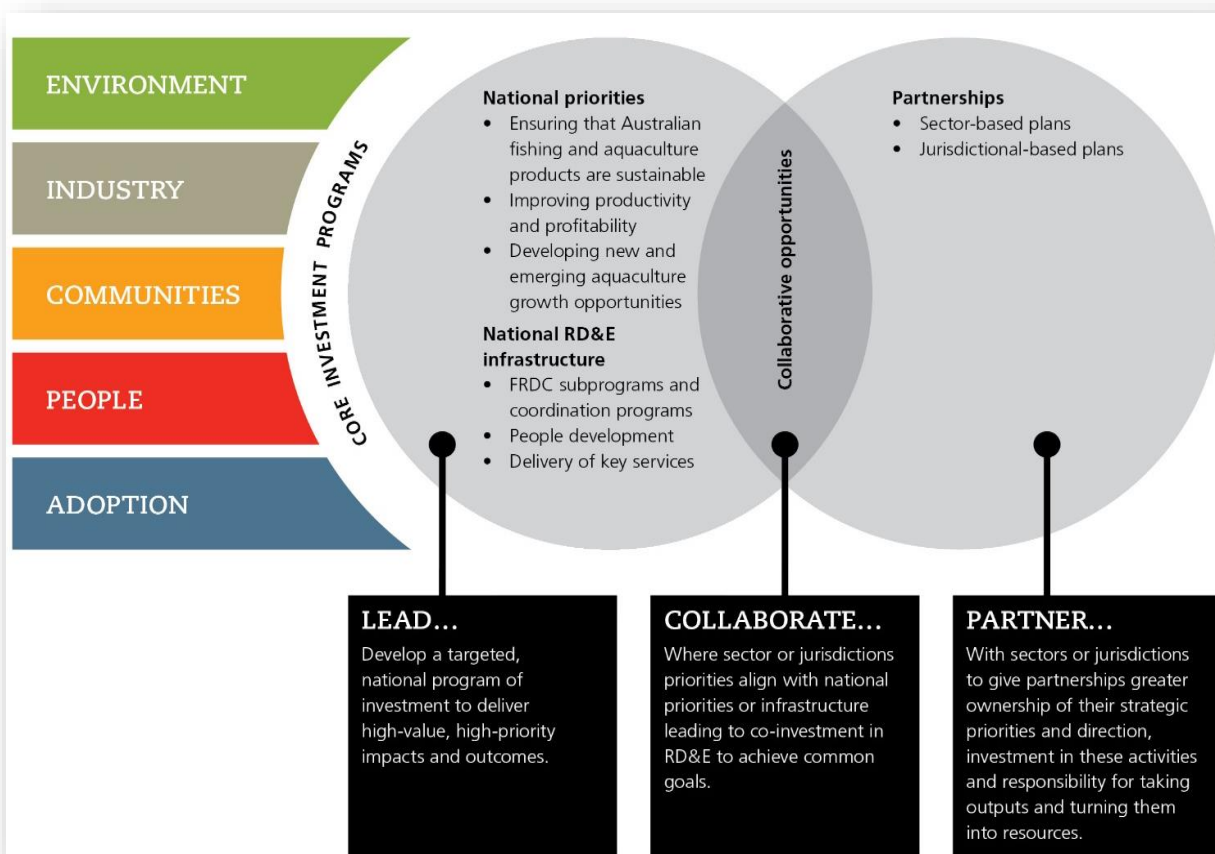 ENVIRONMENT
INDUSTRY
COMMUNITIES
PEOPLE
ADOPTION
CORE INVESTMENT PROGRAMS
National priorities
• Ensuring that Australian
fishing and aquaculture
products are sustainable
• Improving productivity
and profitability
• Developing new and
emerging aquaculture
growth opportunities
National RD&E
infrastructure
• FRDC subprograms and
coordination programs
• People development
• Delivery of key services
Collaborative opportunities
Partnerships
• Sector-based plans
• Jurisdictional-based plans
LEAD...
Develop a targeted,
national program of
investment to deliver
high-value, high-priority
impacts and outcomes.
COLLABORATE...
Where sector or jurisdictions
priorities align with national
priorities or infrastructure
leading to co-investment in
RD&E to achieve common
goals.
PARTNER...
With sectors or jurisdictions
to give partnerships greater
ownership of their strategic
priorities and direction,
investment in these activities
and responsibility for taking
outputs and turning them
into resources.